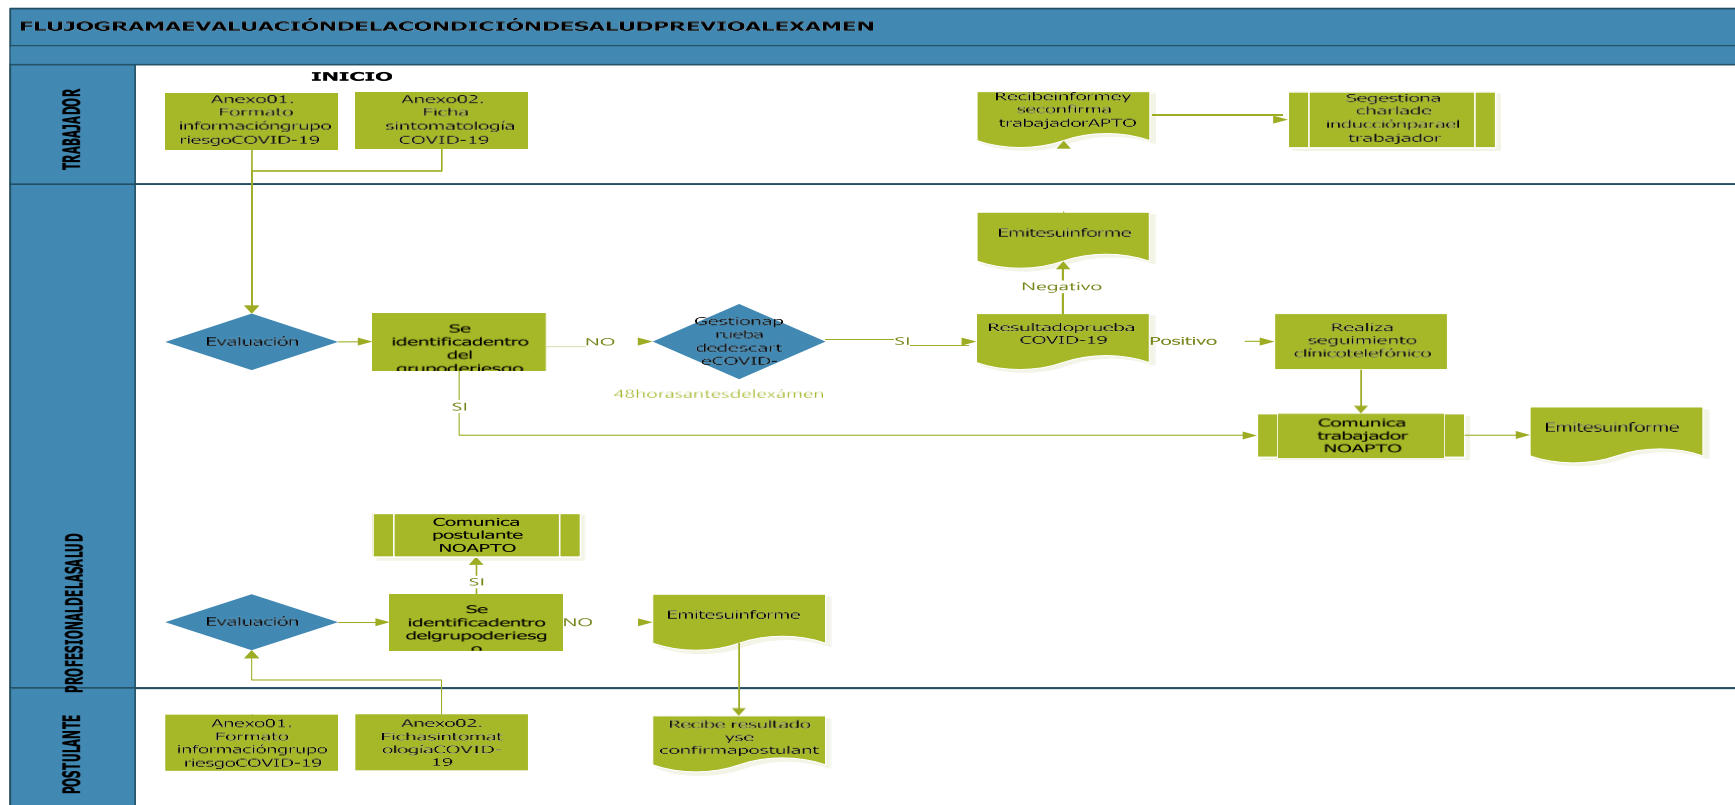 FLUJOGRAMAEVALUACIÓNDELACONDICIÓNDESALUDPREVIOALEXAMEN
TRABAJADOR
INICIO
Anexo01.
Formato
informacióngrupo
riesgoCOVID-19
Anexo02.
Ficha
sintomatología
COVID-19
Recibeinformey
seconfirma
trabajadorAPTO
Segestiona
charlade
inducciónparael
trabajador
PROFESIONALDELASALUD
Emitesuinforme
Negativo
Evaluación
Se
identificadentro
del
grupoderiesgo
NO
Gestionap
rueba
dedescart
eCOVID-
48horasantesdelexámen
SI
Resultadoprueba
COVID-19
Positivo
Realiza
seguimiento
clínicotelefónico
SI
Comunica
trabajador
NOAPTO
Emitesuinforme
Comunica
postulante
NOAPTO
SI
Evaluación
Se
identificadentro
delgrupoderiesg
o
NO
Emitesuinforme
POSTULANTE
Anexo01.
Formato
informacióngrupo
riesgoCOVID-19
Anexo02.
Fichasintomat
ologíaCOVID-
19
Recibe resultado
yse
confirmapostulant